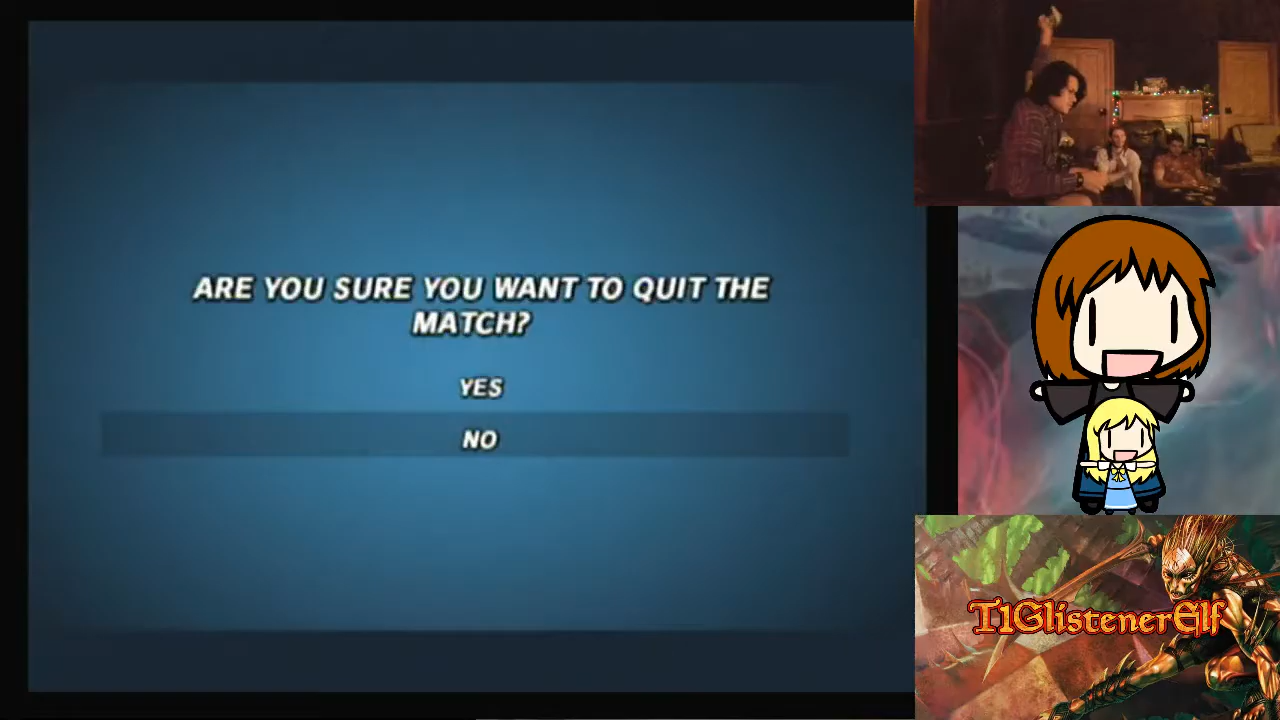 ARE YOU SURE YOU WANT TO QUIT THE
MATCH?
YES
NO
T1GlistenerElf